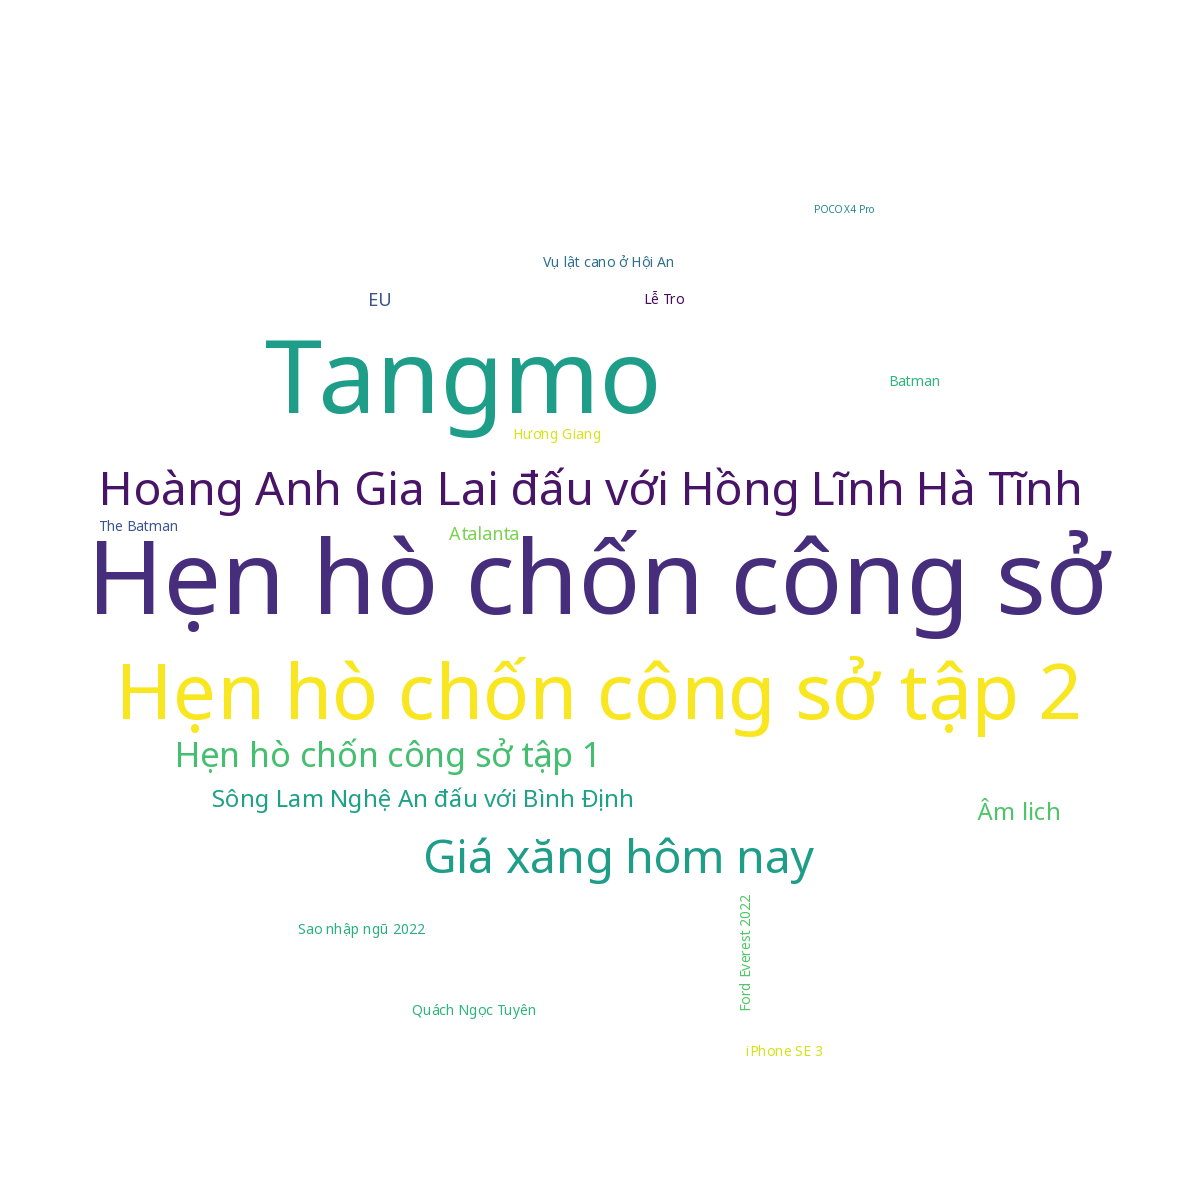 POCO X4 Pro
Vụ lật cano ở Hội An
EU
Lễ Tro
Tangmo
Batman
Hương Giang
Hoàng Anh Gia Lai đấu với Hồng Lĩnh Hà Tĩnh
The Batman
Atalanta
Hẹn hò chốn công sở
Hẹn hò chốn công sở tập 2
Hẹn hò chốn công sở tập 1
Sông Lam Nghệ An đấu với Bình Định
Âm lich
Giá xăng hôm nay
Sao nhập ngũ 2022
Ford Everest 2022
Quách Ngọc Tuyên
iPhone SE 3